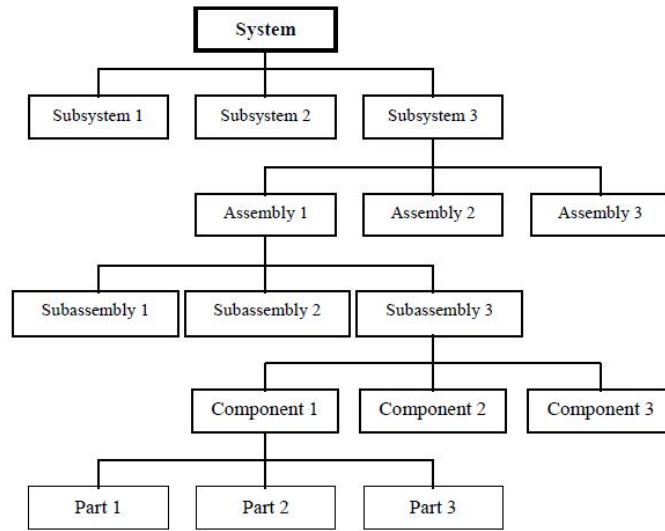 System
Subsystem 1
Subsystem 2
Subsystem 3
Assembly 1
Assembly 2
Assembly 3
Subassembly 1
Subassembly 2
Subassembly 3
Component 1
Component 2
Component 3
Part 1
Part 2
Part 3